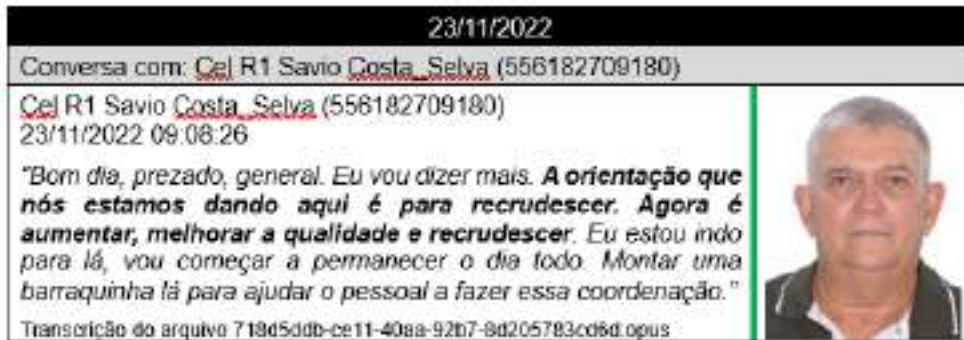 23/11/2022
Conversa com: Cel R1 Savio Costa_Selva (556182709180)
Cel R1 Savio Costa_Selva (556182709180)
23/11/2022 09:08:26
"Bom dia, prezado, general. Eu vou dizer mais. A orientação que
nós estamos dando aqui é para recrudescer. Agora é
aumentar, melhorar a qualidade e recrudescer. Eu estou indo
para lá, vou começar a permanecer o dia todo. Montar uma
barraquinha lá para ajudar o pessoal a fazer essa coordenação."
Transcrição do arquivo 718d5ddb-ce11-40aa-92b7-8d205783cd6d.opus